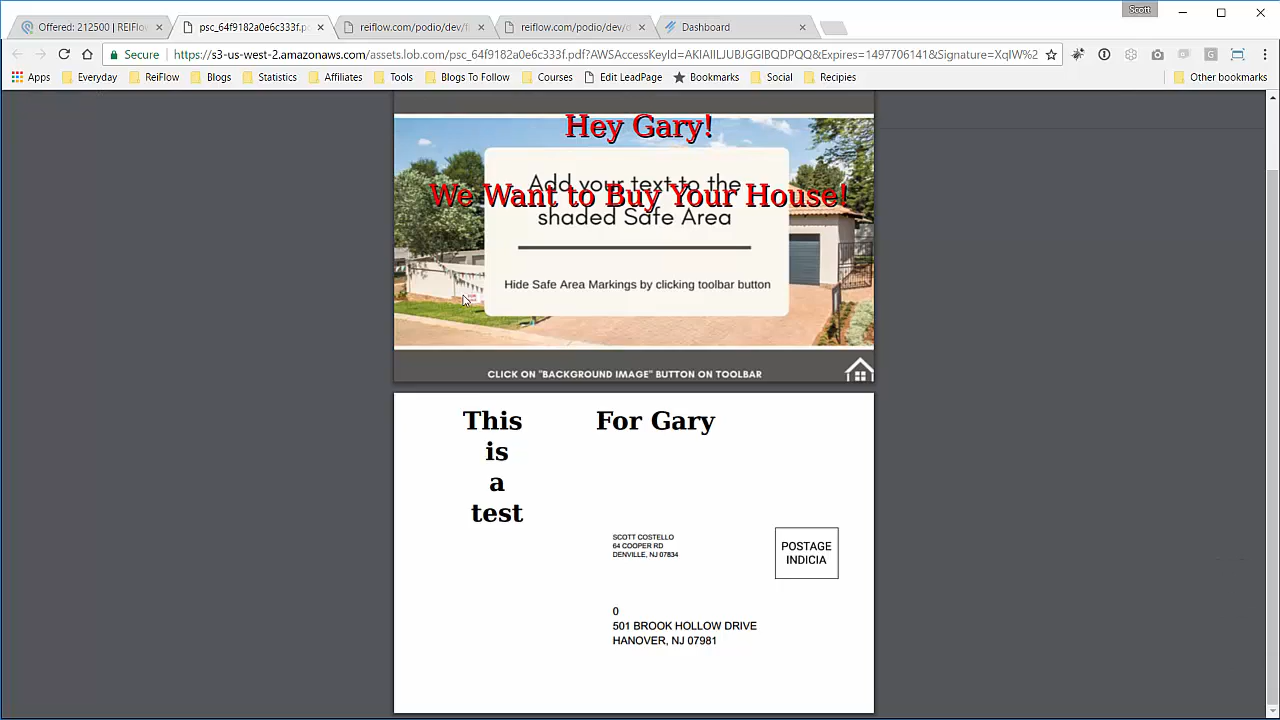 Scott
Offered: 212500 | REIFlow
psc_64f9182a0e6c333f.p
reiflow.com/podio/dev/f
reiflow.com/podio/dev/d
Dashboard
Secure
https://s3-us-west-2.amazonaws.com/assets.lob.com/psc_64f9182a0e6c333f.pdf?AWSAccessKeyId=AKIAIILJUBJGGIBQDPQQ&Expires=1497706141&Signature=XqIW%2
Apps
Everyday
ReiFlow
Blogs
Statistics
Affiliates
Tools
Blogs To Follow
Courses
Edit LeadPage
Bookmarks
Social
Recipies
Other bookmarks
Hey Gary!
Add your text to the
We Want to Buy Your House!
shaded Safe Area
Hide Safe Area Markings by clicking toolbar button
CLICK ON "BACKGROUND IMAGE" BUTTON ON TOOLBAR
This
is
a
test
For Gary
SCOTT COSTELLO
64 COOPER RD
DENVILLE, NJ 07834
POSTAGE
INDICIA
0
501 BROOK HOLLOW DRIVE
HANOVER, NJ 07981